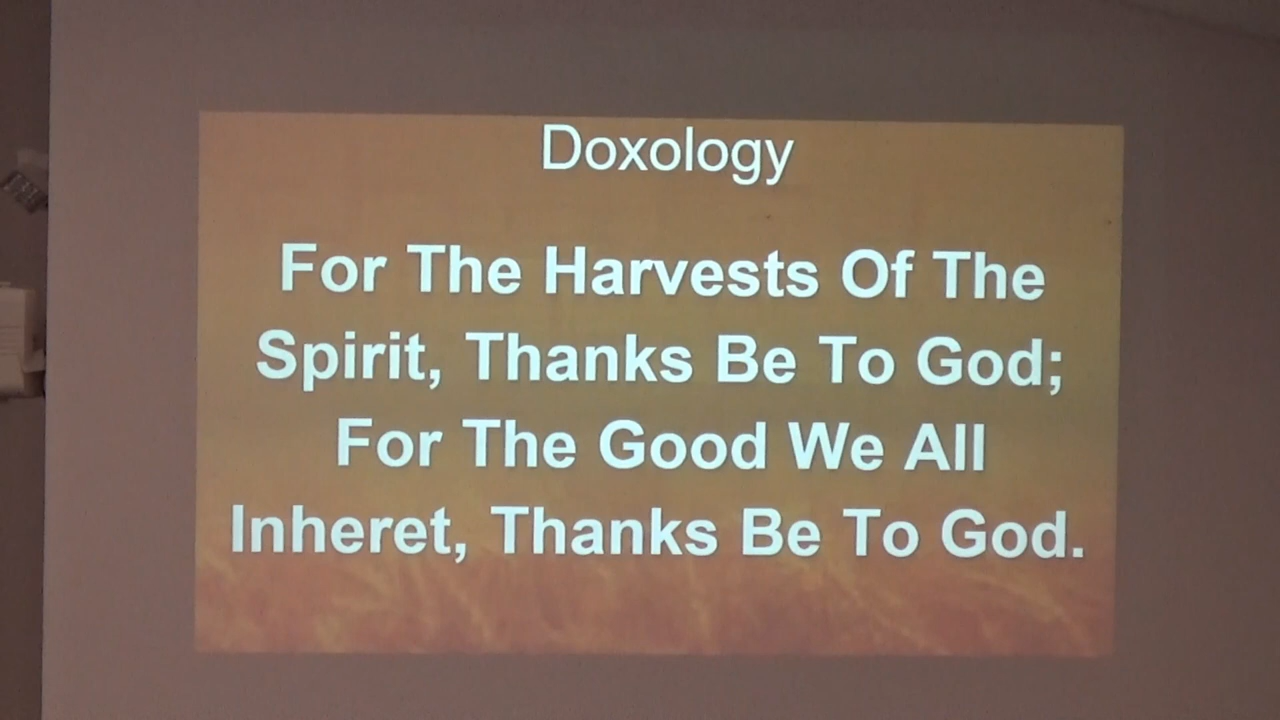 Doxology
For The Harvests Of The
Spirit, Thanks Be To God;
For The Good We All
Inheret, Thanks Be To God.